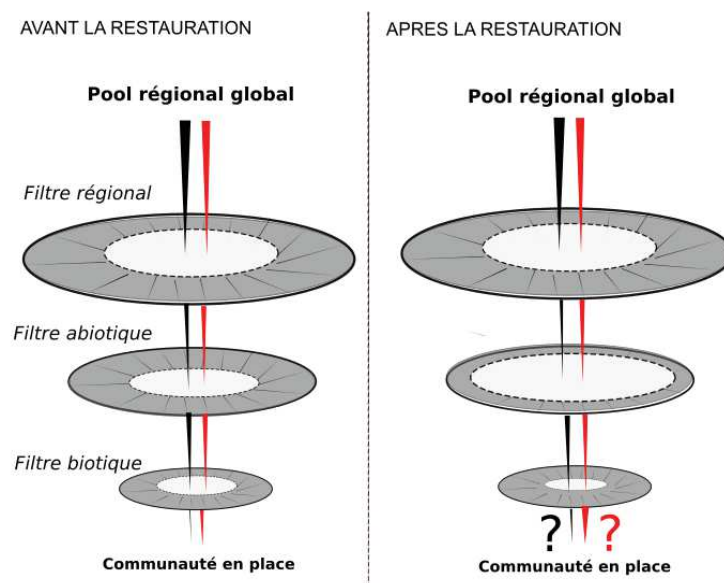 AVANT LA RESTAURATION
Pool régional global
Filtre régional
Filtre abiotique
Filtre biotique
Communauté en place
APRES LA RESTAURATION
Pool régional global
? ?
Communauté en place